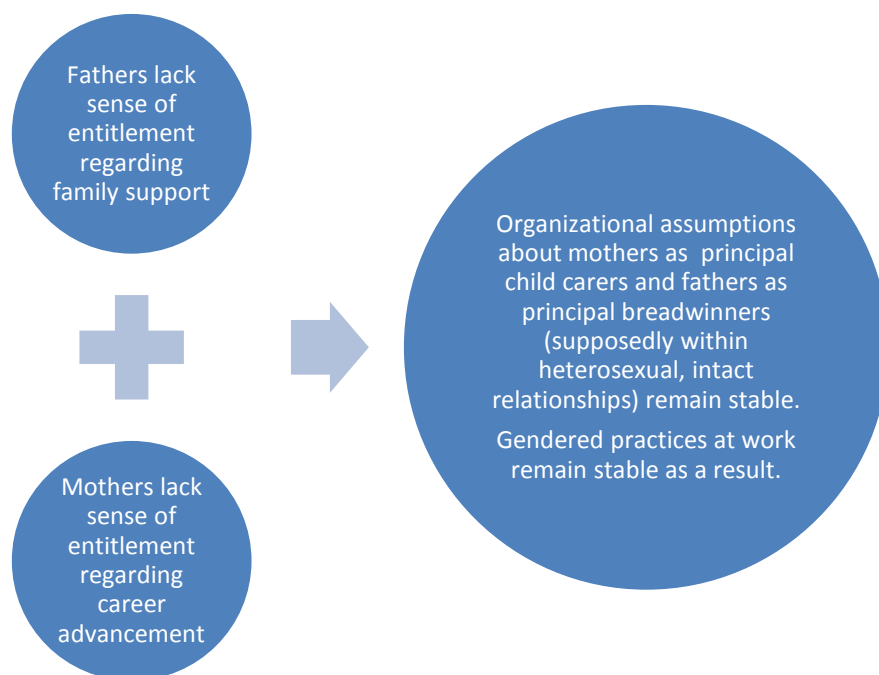 Fathers lack
sense of
entitlement
regarding
family support
Mothers lack
sense of
entitlement
regarding
career
advancement
Organizational assumptions
about mothers as  principal
child carers and fathers as
principal breadwinners
(supposedly within
heterosexual, intact
relationships) remain stable.
Gendered practices at work
remain stable as a result.